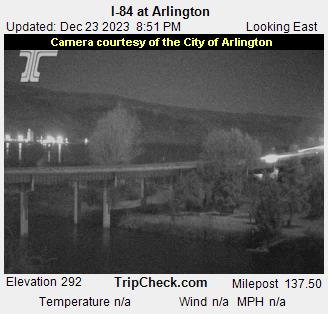 I-84 at Arlington
Updated: Dec 23 2023 8:51 PM Looking East
Camera courtesy of the City of Arlington
Elevation 292 TripCheck.com Milepost 137.50
Temperature n/a Wind n/a MPH n/a